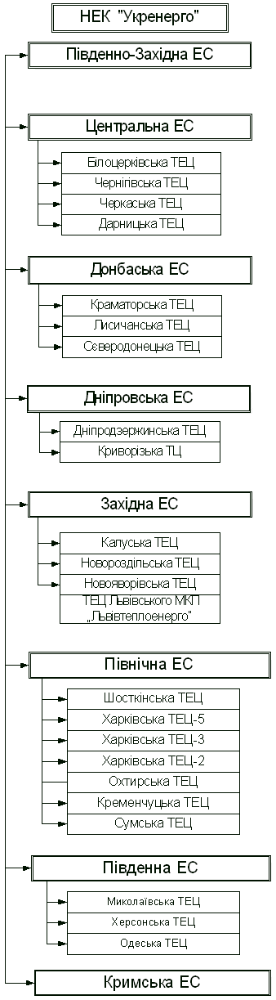 НЕК "Укренерго"
Південно-Західна ЕС
Центральна ЕС
Білоцерківська ТЕЦ
Чернігівська ТЕЦ
Черкаська ТЕЦ
Дарницька ТЕЦ
Донбаська ЕС
Краматорська ТЕЦ
Лисичанська ТЕЦ
Сєверодонецька ТЕЦ
Дніпровська ЕС
Дніпродзержинська ТЕЦ
Криворізька ТЦ
Західна ЕС
Калуська ТЕЦ
Новороздільська ТЕЦ
Новояворівська ТЕЦ
ТЕЦ Львівського МКП
„Львівтеплоенерго"
Північна ЕС
Шосткінська ТЕЦ
Харківська ТЕЦ-5
Харківська ТЕЦ-3
Харківська ТЕЦ-2
Охтирська ТЕЦ
Кременчуцька ТЕЦ
Сумська ТЕЦ
Південна ЕС
Миколаївська ТЕЦ
Херсонська ТЕЦ
Одеська ТЕЦ
Кримська ЕС